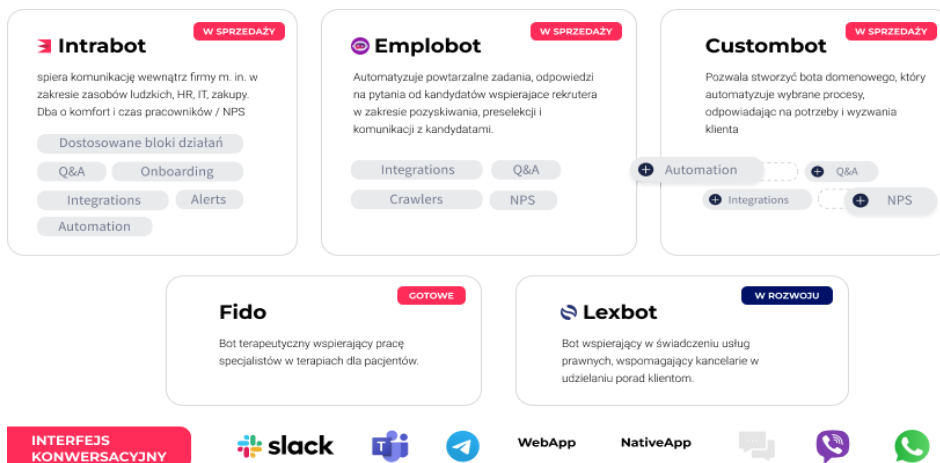 W SPRZEDAŻY
Intrabot
spiera komunikację wewnątrz firmy m. in. w
zakresie zasobów ludzkich, HR, IT, zakupy.
Dba o komfort i czas pracowników / NPS
Dostosowane bloki działań
Q&A Onboarding
Integrations Alerts
Automation
W SPRZEDAŻY
Emplobot
Automatyzuje powtarzalne zadania, odpowiedzi
na pytania od kandydatów wspierajace rekrutera
w zakresie pozyskiwania, preselekcji i
komunikacji z kandydatami.
Integrations Q&A
Crawlers NPS
W SPRZEDAŻY
Custombot
Pozwala stworzyć bota domenowego, który
automatyzuje wybrane procesy,
odpowiadając na potrzeby i wyzwania
klienta
Automation Q&A
Integrations NPS
GOTOWE
Fido
Bot terapeutyczny wspierający pracę
specjalistów w terapiach dla pacjentów.
W ROZWOJU
Lexbot
Bot wspierający w świadczeniu usług
prawnych, wspomagający kancelarie w
udzielaniu porad klientom.
INTERFEJS
KONWERSACYJNY
slack T WebApp NativeApp